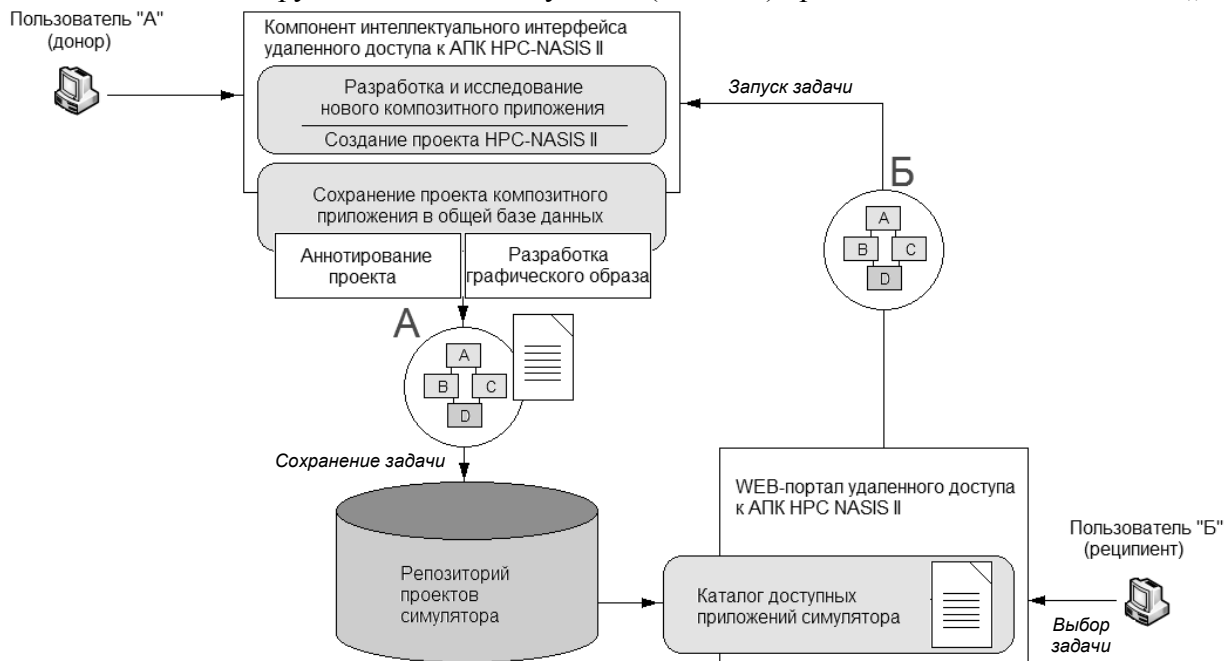 Пользователь "А"
(донор)
Компонент интеллектуального интерфейса
удаленного доступа к АПК HPC-NASIS II
Разработка и исследование
нового композитного приложения
Создание проекта HPC-NASIS II
Запуск задачи
Сохранение проекта композитного
приложения в общей базе данных
Аннотирование
проекта
Разработка
графического образа
Б
A
B
C
D
А
A
B
C
D
Сохранение задачи
Репозиторий
проектов
симулятора
WEB-портал удаленного доступа
к АПК HPC NASIS II
Каталог доступных
приложений симулятора
Пользователь "Б"
(реципиент)
Выбор
задачи